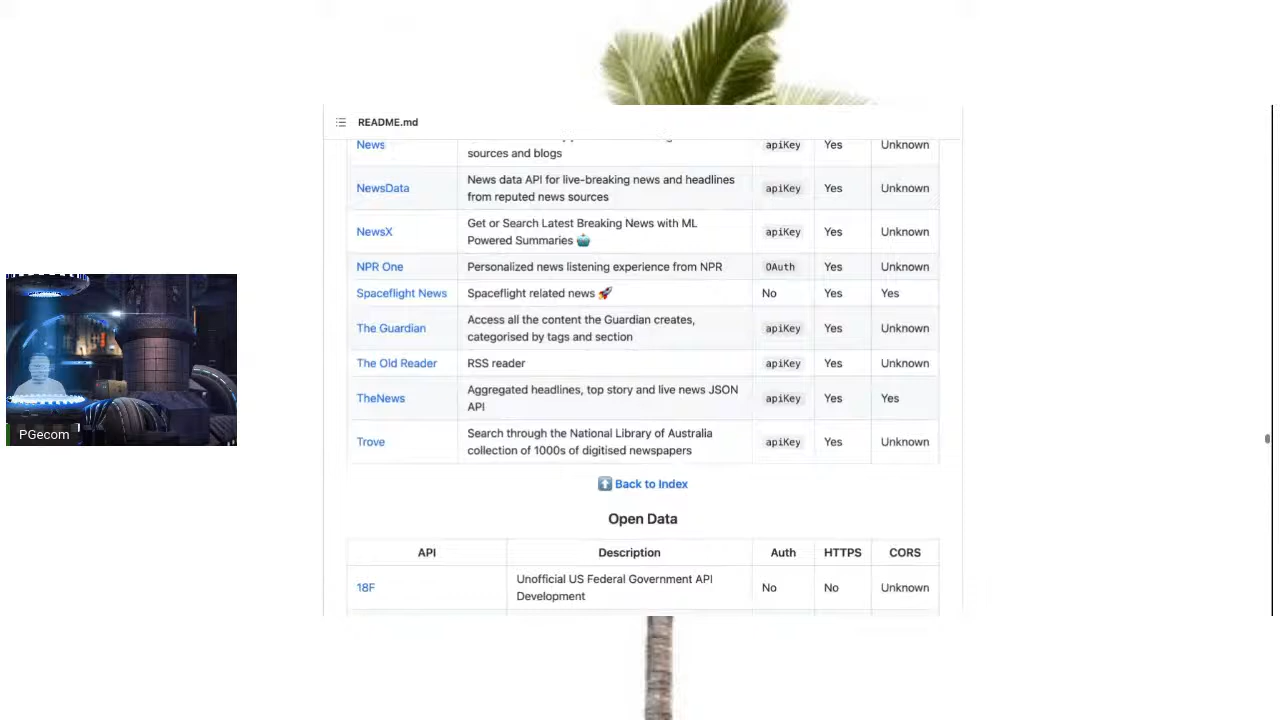 README.md
News
sources and blogs
apiKey
Yes
Unknown
NewsData
News data API for live-breaking news and headlines
from reputed news sources
apiKey
Yes
Unknown
NewsX
Get or Search Latest Breaking News with ML
Powered Summaries 🤖
apiKey
Yes
Unknown
NPR One
Personalized news listening experience from NPR
OAuth
Yes
Unknown
Spaceflight News
Spaceflight related news 🚀
No
Yes
Yes
The Guardian
Access all the content the Guardian creates,
categorised by tags and section
apiKey
Yes
Unknown
The Old Reader
RSS reader
apiKey
Yes
Unknown
TheNews
Aggregated headlines, top story and live news JSON
API
apiKey
Yes
Yes
Trove
Search through the National Library of Australia
collection of 1000s of digitised newspapers
apiKey
Yes
Unknown
⬆️ Back to Index
Open Data
API
Description
Auth
HTTPS
CORS
18F
Unofficial US Federal Government API
Development
No
No
Unknown
PGecom